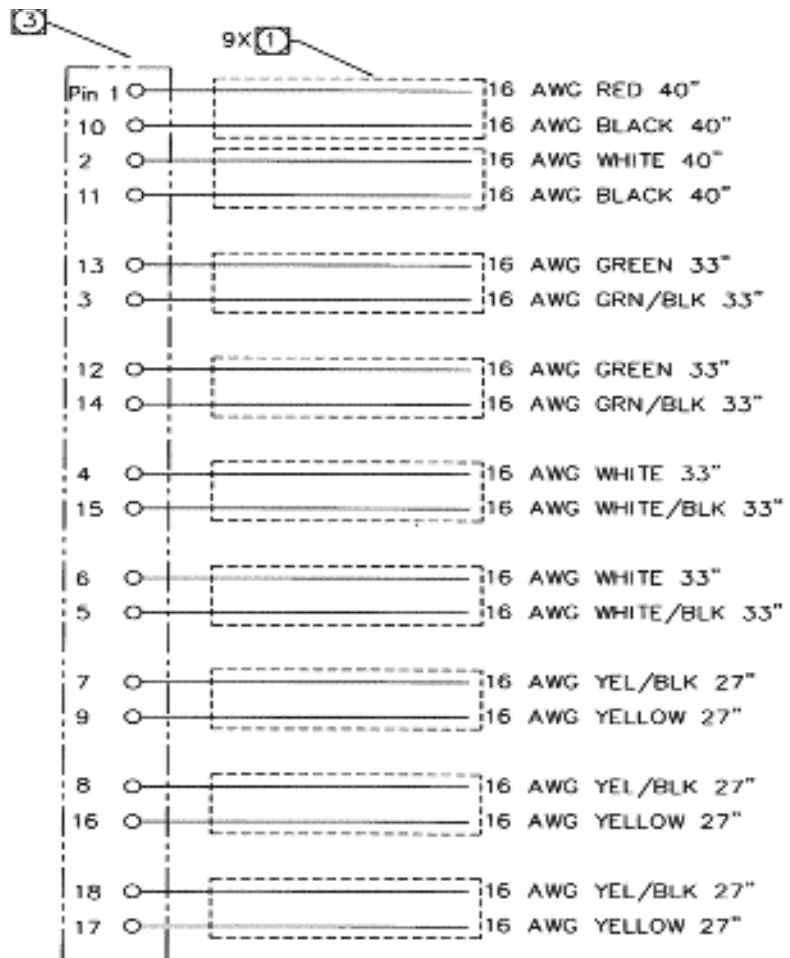 3
9X 1
Pin 1 16 AWG RED 40"
10 16 AWG BLACK 40"
2 16 AWG WHITE 40"
11 16 AWG BLACK 40"
13 16 AWG GREEN 33"
3 16 AWG GRN/BLK 33"
12 16 AWG GREEN 33"
14 16 AWG GRN/BLK 33"
4 16 AWG WHITE 33"
15 16 AWG WHITE/BLK 33"
6 16 AWG WHITE 33"
5 16 AWG WHITE/BLK 33"
7 16 AWG YEL/BLK 27"
9 16 AWG YELLOW 27"
8 16 AWG YEL/BLK 27"
16 16 AWG YELLOW 27"
18 16 AWG YEL/BLK 27"
17 16 AWG YELLOW 27"